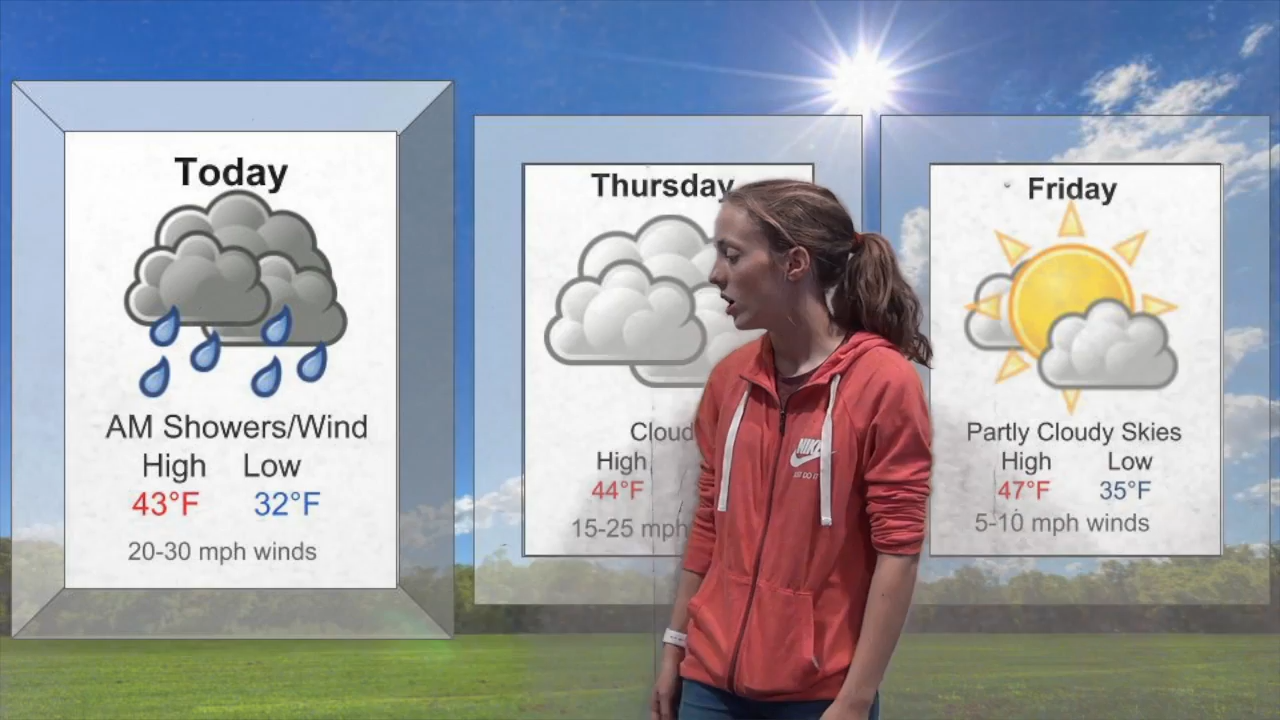 Today
AM Showers/Wind
High Low
43°F 32°F
20-30 mph winds
Thursday
Cloud
High
44°F
15-25 mph
Friday
Partly Cloudy Skies
High Low
47°F 35°F
5-10 mph winds
NIKE